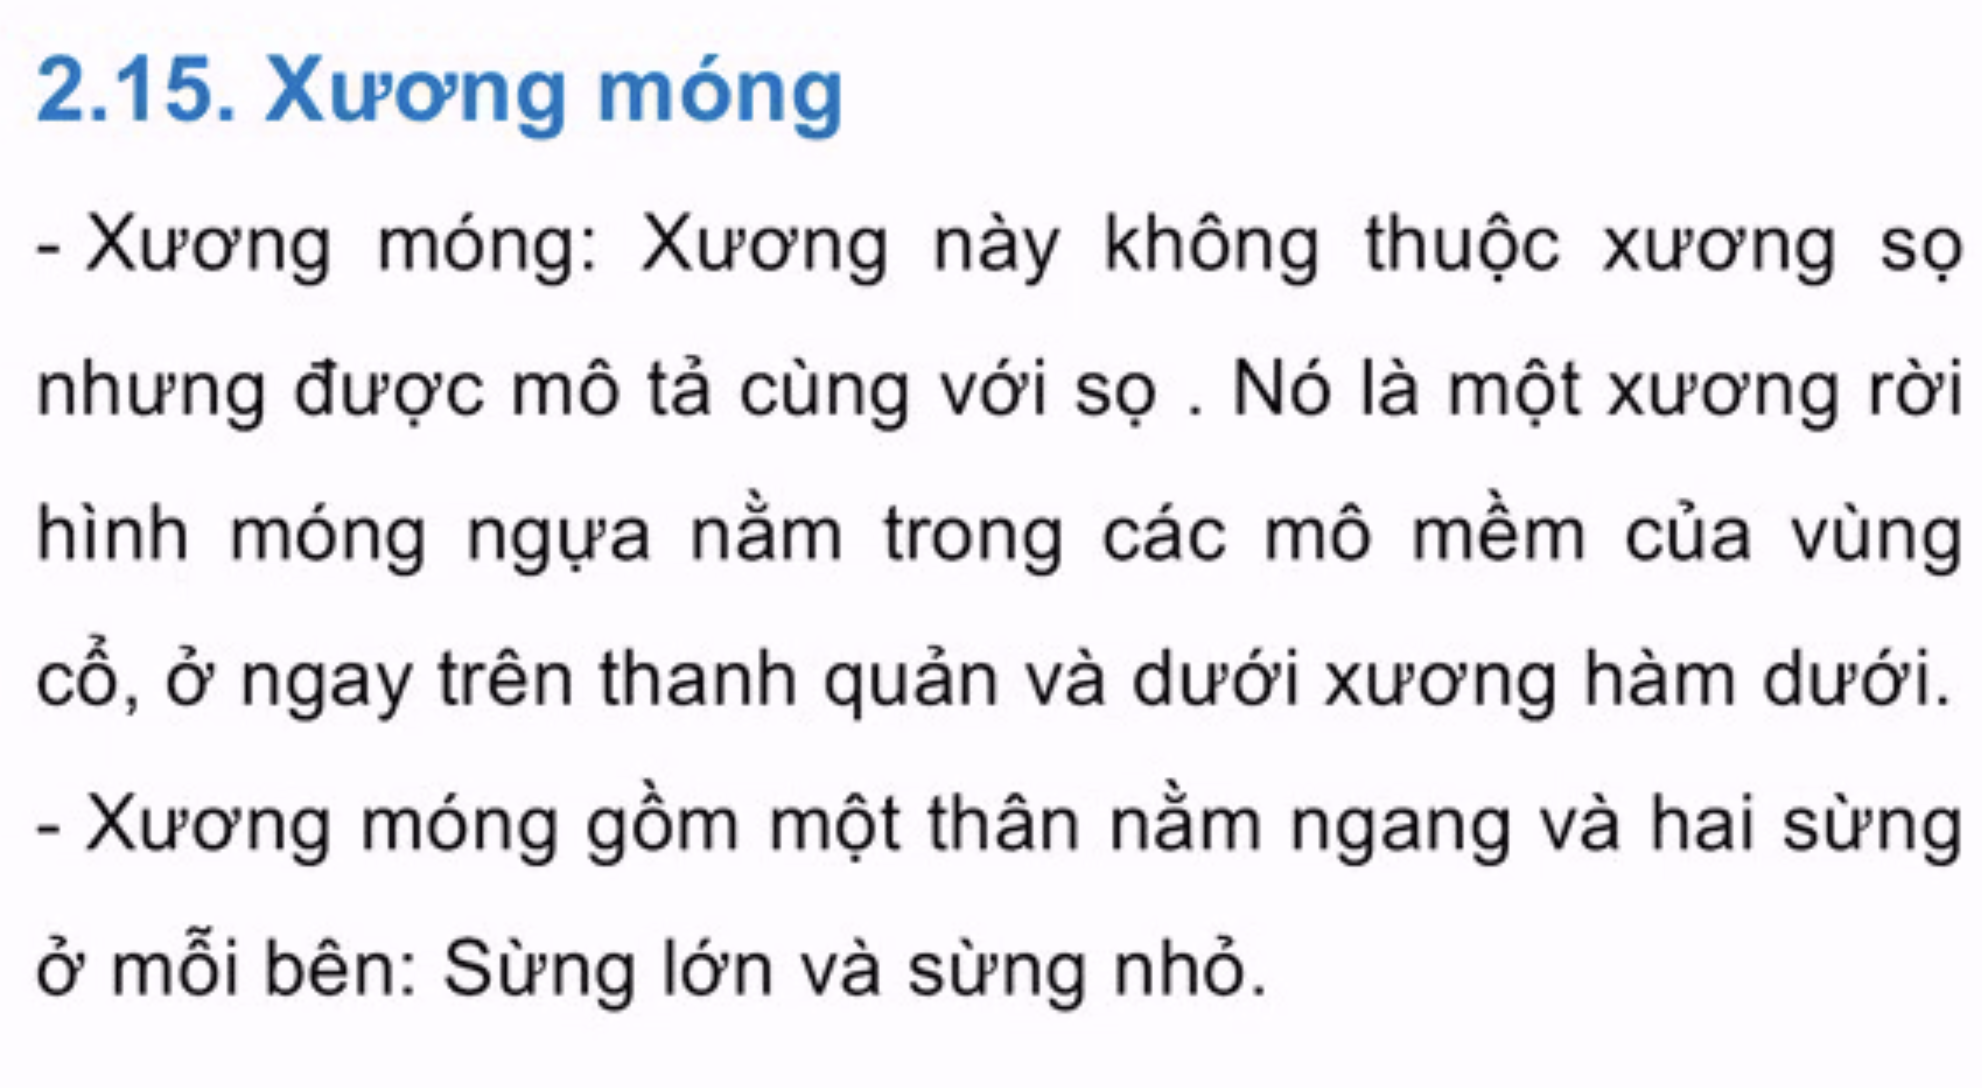 2.15. Xương móng
- Xương móng: Xương này không thuộc xương sọ
nhưng được mô tả cùng với sọ . Nó là một xương rời
hình móng ngựa nằm trong các mô mềm của vùng
cổ, ở ngay trên thanh quản và dưới xương hàm dưới.
- Xương móng gồm một thân nằm ngang và hai sừng
ở mỗi bên: Sừng lớn và sừng nhỏ.